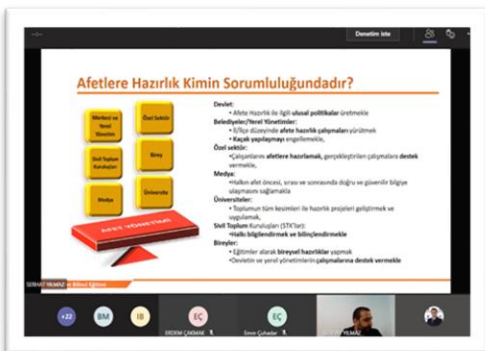 Denetim iste
Afetlere Hazırlık Kimin Sorumluluğundadır?
Merkezi ve
Yerel
Yönetim
Özel Sektör
Sivil Toplum
Kuruluşları
Birey
Medya
Üniversite
AFET YÖNETİMİ
Devlet:
• Afete Hazırlık ile ilgili ulusal politikalar üretmekle
Belediyeler/Yerel Yönetimler:
• İl/İlçe düzeyinde afete hazırlık çalışmaları yürütmek
• Kaçak yapılaşmayı engellemekle,
Özel sektör:
•Çalışanlarını afetlere hazırlamak, gerçekleştirilen çalışmalara destek
vermekle,
Medya:
•Halkın afet öncesi, sırası ve sonrasında doğru ve güvenilir bilgiye
ulaşmasını sağlamakla
Üniversiteler:
• Toplumun tüm kesimleri ile hazırlık projeleri geliştirmek ve
uygulamak,
Sivil Toplum Kuruluşları (STK'lar):
•Halkı bilgilendirmek ve bilinçlendirmekle
Bireyler:
•Eğitimler alarak bireysel hazırlıklar yapmak
•Devletin ve yerel yönetimlerin çalışmalarına destek vermekle
SERHAT YILMAZ ve Bilinci Eğitimi
+22
BM
IB
EÇ
EÇ
ERDEM ÇAKMAK
Emre Çuhadar
YILMAZ